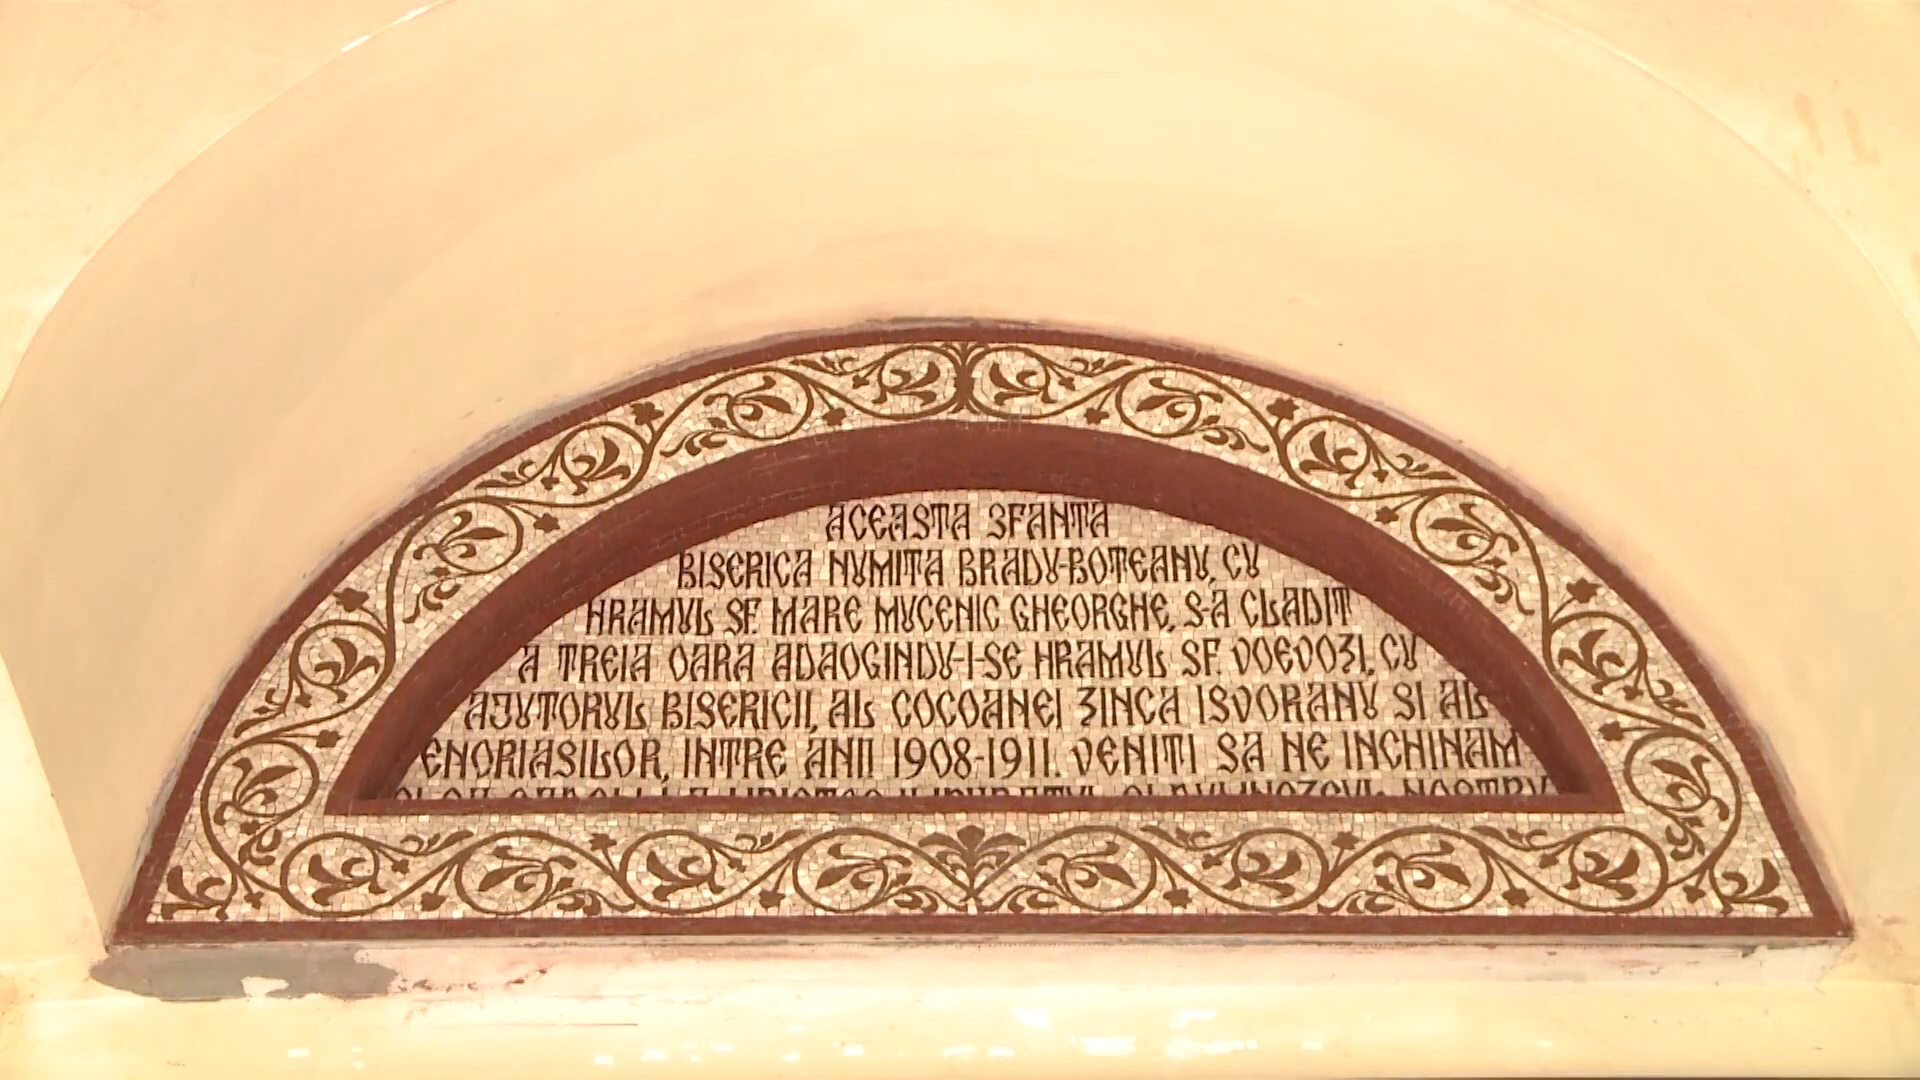 ACEASTA SFANTA
BISERICA NUMITA BRADU-BOTEANU, CU
HRAMUL SF. MARE MUCENIC GHEORGHE, S-A CLADIT
A TREIA OARA ADAOGINDU-I-SE HRAMUL SF. VOEVOZI, CU
AJUTORUL BISERICII, AL COCOANEI ZINCA ISVORANU SI AL
ENORIASILOR, INTRE ANII 1908-1911. VENITI SA NE INCHINAM